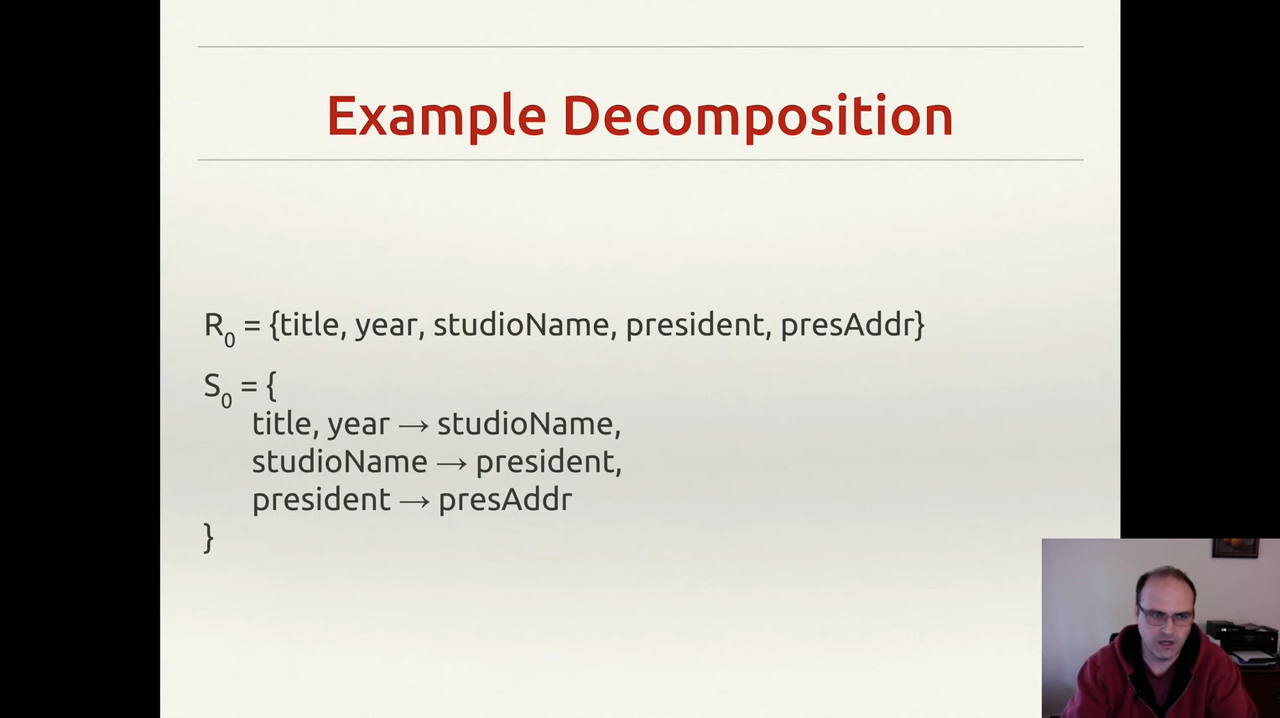 Example Decomposition
R₀ = {title, year, studioName, president, presAddr}
S₀ = {
title, year → studioName,
studioName → president,
president → presAddr
}